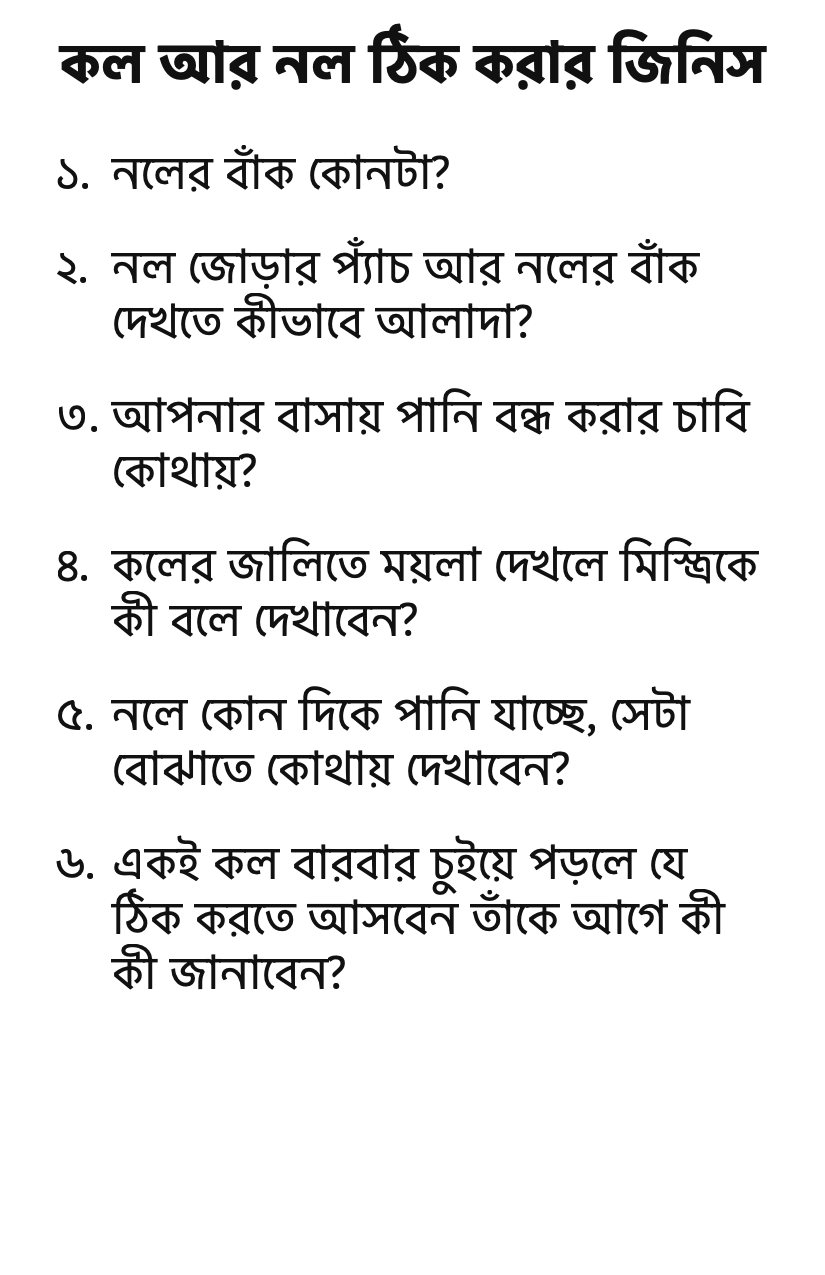 কল আর নল ঠিক করার জিনিস
১. নলের বাঁক কোনটা?
২. নল জোড়ার প্যাঁচ আর নলের বাঁক
দেখতে কীভাবে আলাদা?
৩. আপনার বাসায় পানি বন্ধ করার চাবি
কোথায়?
৪. কলের জালিতে ময়লা দেখলে মিস্ত্রিকে
কী বলে দেখাবেন?
৫. নলে কোন দিকে পানি যাচ্ছে, সেটা
বোঝাতে কোথায় দেখাবেন?
৬. একই কল বারবার চুইয়ে পড়লে যে
ঠিক করতে আসবেন তাঁকে আগে কী
কী জানাবেন?